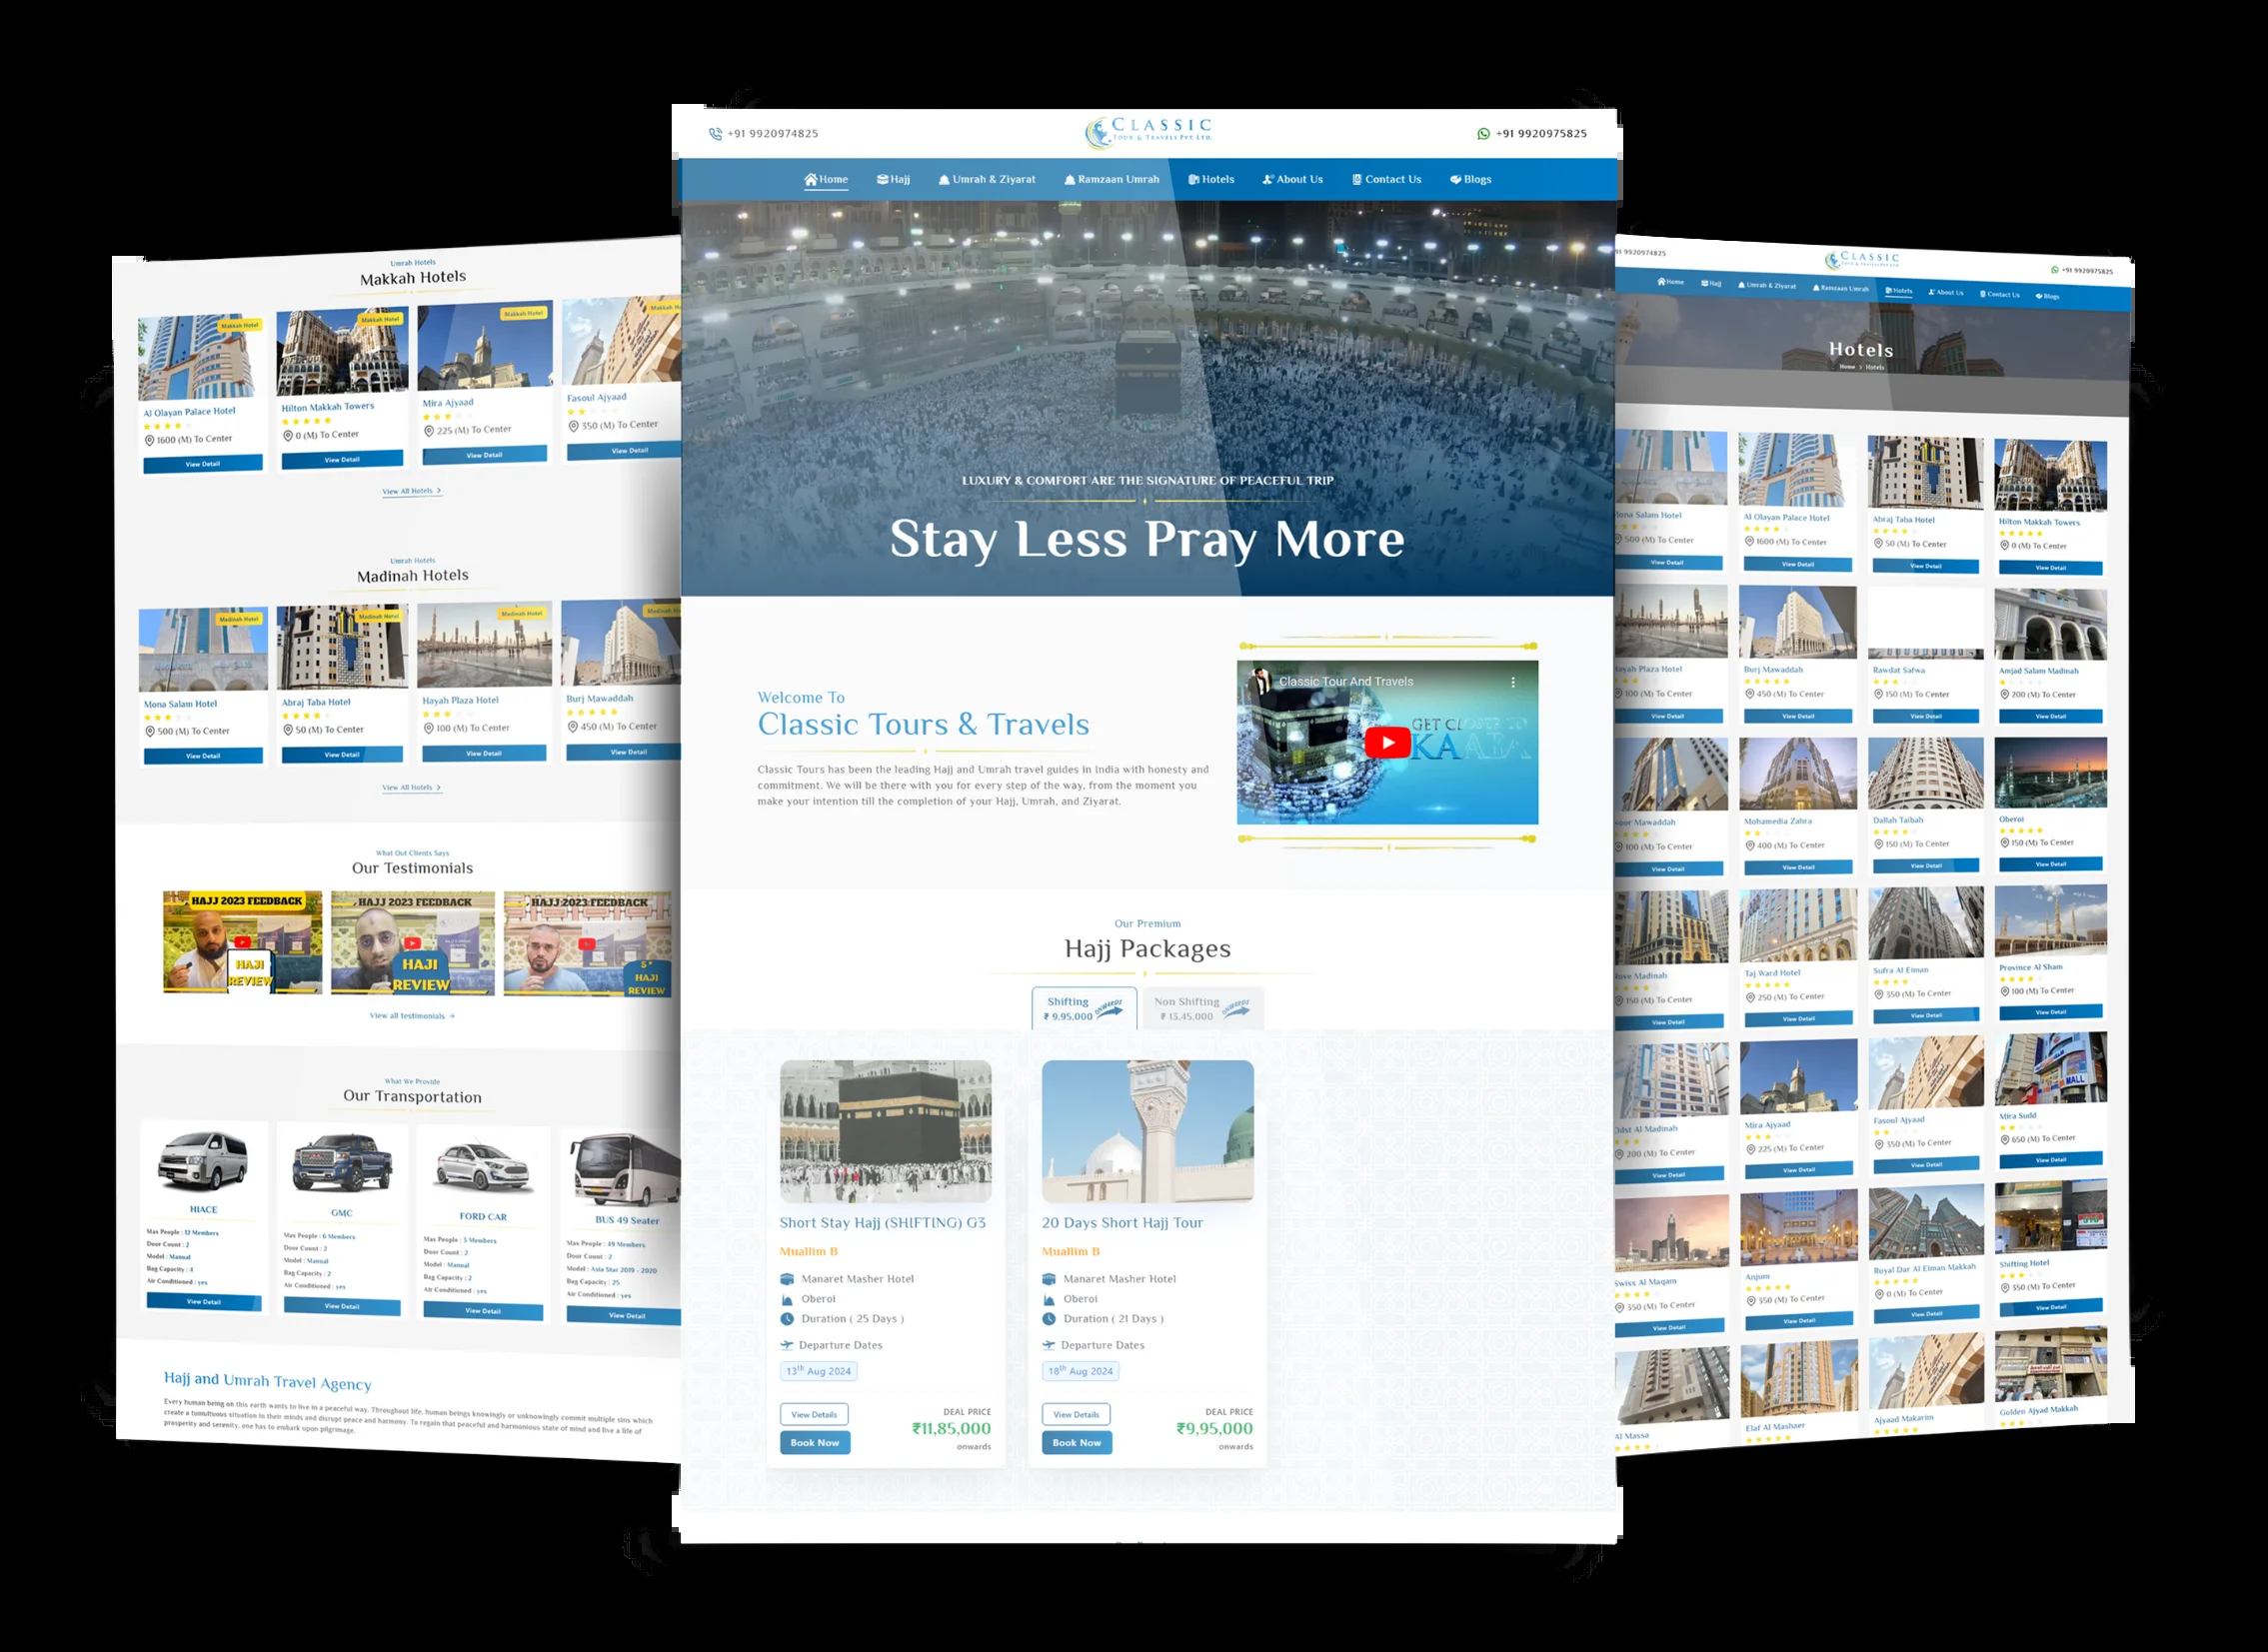 Umrah Hotels
Makkah Hotels
Makkah Hotel
Makkah Hotel
Makkah Hotel
Al Olayan Palace Hotel
1600 (M) To Center
View Detail
Hilton Makkah Towers
0 (M) To Center
View Detail
Mira Ajyaad
225 (M) To Center
View Detail
Fasoul Ajyaad
350 (M) To Center
View Detail
View All Hotels >
Umrah Hotels
Madinah Hotels
Madinah Hotel
Madinah Hotel
Madinah Hotel
Mona Salam Hotel
500 (M) To Center
View Detail
Abraj Taba Hotel
50 (M) To Center
View Detail
Hayah Plaza Hotel
100 (M) To Center
View Detail
Burj Mawaddah
450 (M) To Center
View Detail
View All Hotels >
What Out Clients Says
Our Testimonials
HAJJ 2023 FEEDBACK
HAJI
REVIEW
HAJJ 2023 FEEDBACK
HAJI
REVIEW
HAJJ 2023 FEEDBACK
5*
HAJI
REVIEW
View all testimonials →
What We Provide
Our Transportation
HIACE
Max People : 12 Members
Door Count : 2
Model : Manual
Bag Capacity : 4
Air Conditioned : yes
View Detail
GMC
Max People : 6 Members
Door Count : 2
Model : Manual
Bag Capacity : 2
Air Conditioned : yes
View Detail
FORD CAR
Max People : 3 Members
Door Count : 2
Model : Manual
Bag Capacity : 2
Air Conditioned : yes
View Detail
BUS 49 Seater
Max People : 49 Members
Door Count : 2
Model : Asia Star 2019 - 2020
Bag Capacity : 25
Air Conditioned : yes
View Detail
Hajj and Umrah Travel Agency
Every human being on this earth wants to live in a peaceful way. Throughout life, human beings knowingly or unknowingly commit multiple sins which
create a tumultuous situation in their minds and disrupt peace and harmony. To regain that peaceful and harmonious state of mind and live a life of
prosperity and serenity, one has to embark upon pilgrimage.
+91 9920974825
CLASSIC
TOUR & TRAVELS PVT. LTD.
+91 9920975825
Home Hajj Umrah & Ziyarat Ramzaan Umrah Hotels About Us Contact Us Blogs
LUXURY & COMFORT ARE THE SIGNATURE OF PEACEFUL TRIP
Stay Less Pray More
Welcome To
Classic Tours & Travels
Classic Tours has been the leading Hajj and Umrah travel guides in India with honesty and
commitment. We will be there with you for every step of the way, from the moment you
make your intention till the completion of your Hajj, Umrah, and Ziyarat.
Classic Tour And Travels
GET CLOSER TO
KAABA
Our Premium
Hajj Packages
Shifting
₹ 9,95,000
ONWARDS
Non Shifting
₹ 13,45,000
ONWARDS
Short Stay Hajj (SHIFTING) G3
Muallim B
Manaret Masher Hotel
Oberoi
Duration ( 25 Days )
Departure Dates
13th Aug 2024
View Details
Book Now
DEAL PRICE
₹11,85,000
onwards
20 Days Short Hajj Tour
Muallim B
Manaret Masher Hotel
Oberoi
Duration ( 21 Days )
Departure Dates
18th Aug 2024
View Details
Book Now
DEAL PRICE
₹9,95,000
onwards
91 9920974825
CLASSIC
TOUR & TRAVELS PVT. LTD.
+91 9920975825
Home Hajj Umrah & Ziyarat Ramzaan Umrah Hotels About Us Contact Us Blogs
Hotels
Home > Hotels
Salam Hotel
500 (M) To Center
View Detail
Al Olayan Palace Hotel
1600 (M) To Center
View Detail
Abraj Taba Hotel
50 (M) To Center
View Detail
Hilton Makkah Towers
0 (M) To Center
View Detail
Plaza Hotel
100 (M) To Center
View Detail
Burj Mawaddah
450 (M) To Center
View Detail
Rawdat Safwa
150 (M) To Center
View Detail
Amjad Salam Madinah
200 (M) To Center
View Detail
Mawaddah
100 (M) To Center
View Detail
Mohamedia Zahra
400 (M) To Center
View Detail
Dallah Taibah
150 (M) To Center
View Detail
Oberoi
150 (M) To Center
View Detail
Madinah
150 (M) To Center
View Detail
Taj Ward Hotel
250 (M) To Center
View Detail
Sufra Al Eiman
350 (M) To Center
View Detail
Province Al Sham
100 (M) To Center
View Detail
Al Madinah
200 (M) To Center
View Detail
Mira Ajyaad
225 (M) To Center
View Detail
Fasoul Ajyaad
350 (M) To Center
View Detail
MALL
Mira Sudd
650 (M) To Center
View Detail
Swiss Al Maqam
350 (M) To Center
View Detail
Anjum
350 (M) To Center
View Detail
Royal Dar Al Eiman Makkah
0 (M) To Center
View Detail
Shifting Hotel
550 (M) To Center
View Detail
Al Massa
Elaf Al Mashaer
Ajyaad Makarim
Golden Ajyad Makkah